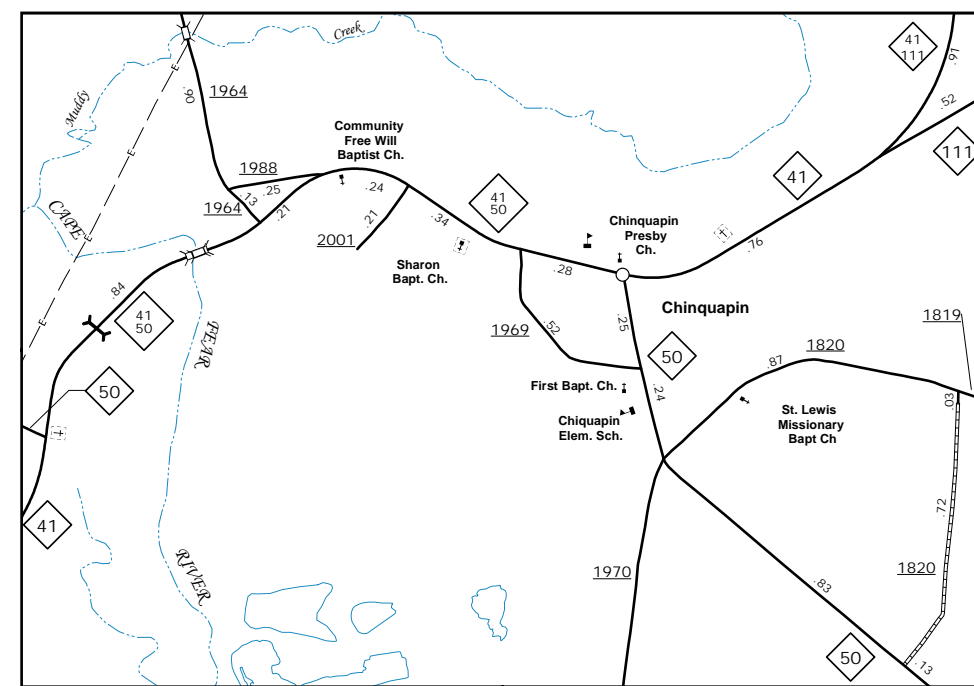 Creek
41
111
.91
.52
111
1964
.90
Muddy
E
Community
Free Will
Baptist Ch.
1988
.25
.13
1964
.21
.24
.21
2001
.34
41
50
41
Chinquapin
Presby
Ch.
.76
CAPE
E
E
Sharon
Bapt. Ch.
.28
.84
41
50
FEAR
Chinquapin
.25
1969
.52
50
1819
1820
.87
50
First Bapt. Ch.
.24
.03
Chiquapin
Elem. Sch.
St. Lewis
Missionary
Bapt Ch
E
41
.72
RIVER
1970
.83
1820
50
.13